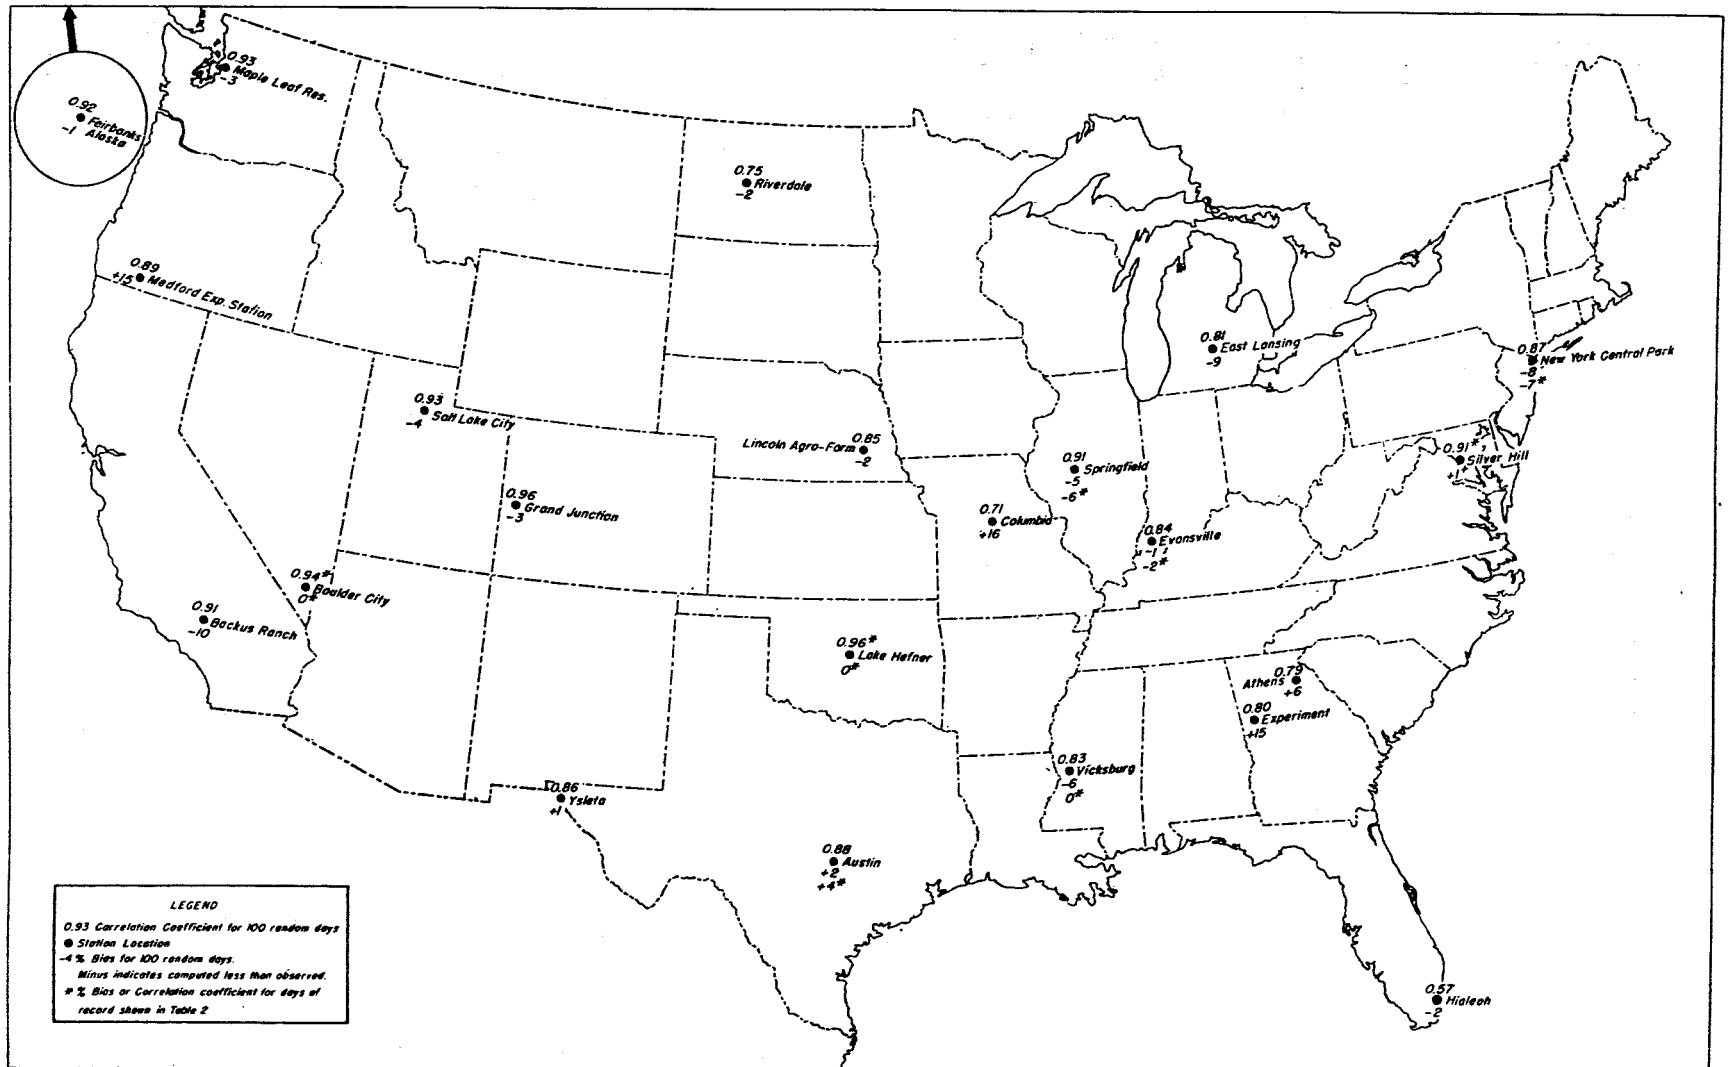 0.93
Maple Leaf Res.
-3
0.92
Fairbanks
-1 Alaska
0.75
Riverdale
-2
0.89
+15 Medford Exp. Station
0.81
East Lansing
-9
0.87
New York Central Park
-8
-7*
0.93
Salt Lake City
-4
0.85
Lincoln Agro-Farm
-2
0.91
Springfield
-5
-6*
0.91*
Silver Hill
+1*
0.96
Grand Junction
-3
0.71
Columbia
+16
0.84
Evansville
-1
-2*
0.94*
Boulder City
0*
0.91
Backus Ranch
-10
0.96*
Lake Hefner
0*
0.79
Athens
+6
0.80
Experiment
+15
0.83
Vicksburg
-6
0*
0.86
Ysleta
+1
0.88
Austin
+2
+4*
0.57
Hialeah
-2
LEGEND
0.93 Correlation Coefficient for 100 random days
Station Location
-4 % Bias for 100 random days.
Minus indicates computed less than observed.
* % Bias or Correlation coefficient for days of
record shown in Table 2